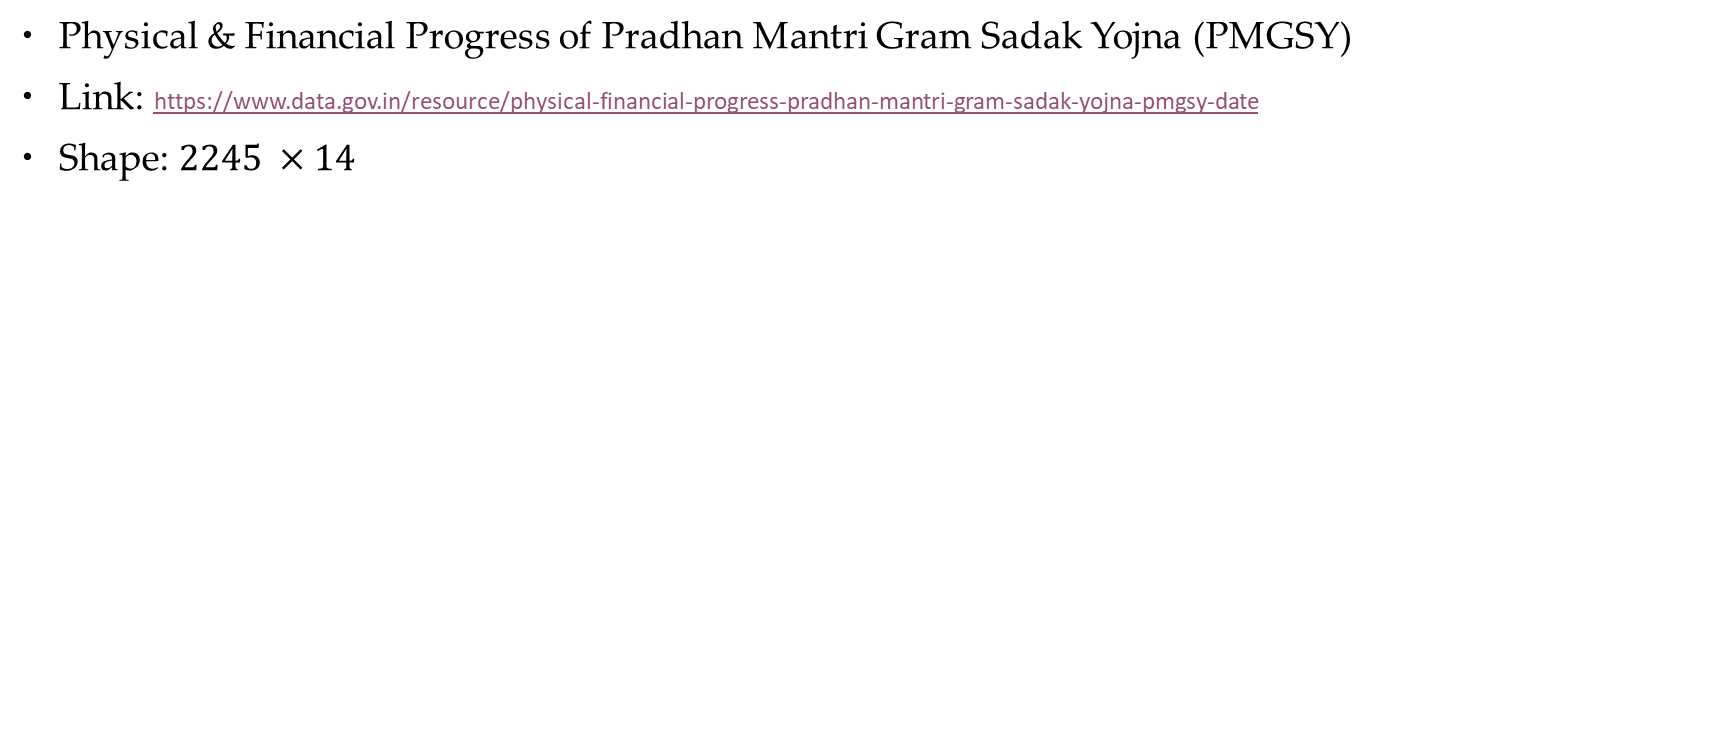 • Physical & Financial Progress of Pradhan Mantri Gram Sadak Yojna (PMGSY)
• Link: https://www.data.gov.in/resource/physical-financial-progress-pradhan-mantri-gram-sadak-yojna-pmgsy-date
• Shape: 2245 × 14